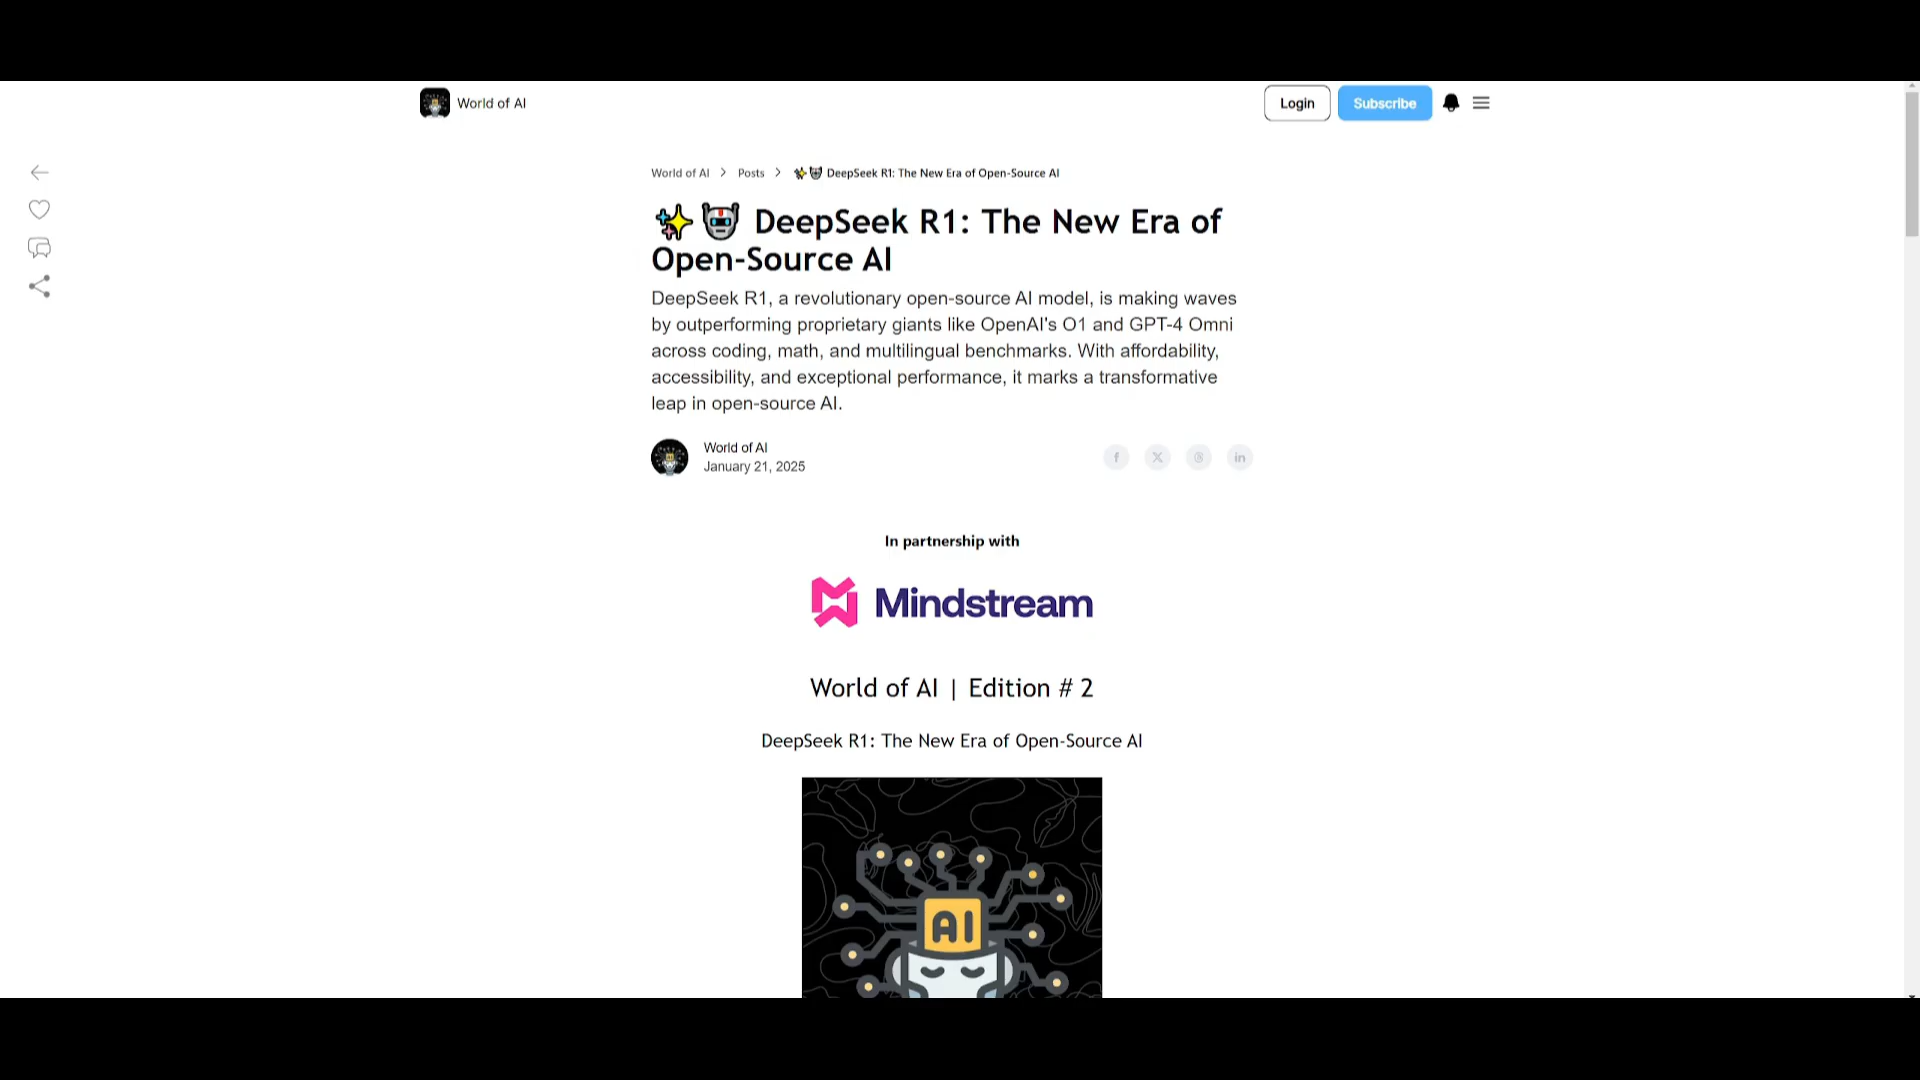 World of AI
Login
Subscribe
World of AI > Posts > ✨🤖 DeepSeek R1: The New Era of Open-Source AI
✨🤖 DeepSeek R1: The New Era of
Open-Source AI
DeepSeek R1, a revolutionary open-source AI model, is making waves
by outperforming proprietary giants like OpenAI's O1 and GPT-4 Omni
across coding, math, and multilingual benchmarks. With affordability,
accessibility, and exceptional performance, it marks a transformative
leap in open-source AI.
World of AI
January 21, 2025
In partnership with
Mindstream
World of AI | Edition # 2
DeepSeek R1: The New Era of Open-Source AI
AI